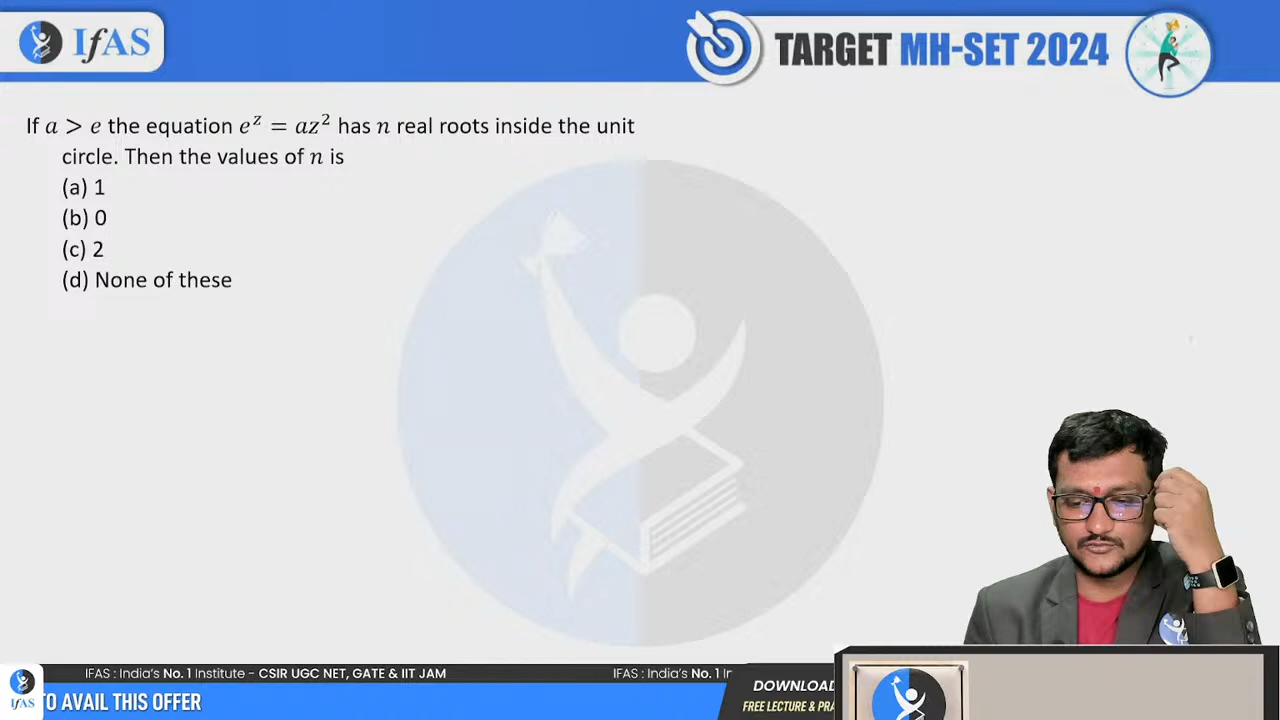 IfAS
TARGET MH-SET 2024
If a > e the equation e^z = az² has n real roots inside the unit
circle. Then the values of n is
(a) 1
(b) 0
(c) 2
(d) None of these
IFAS : India's No. 1 Institute - CSIR UGC NET, GATE & IIT JAM
IFAS : India's No. 1 In
IfAS
TO AVAIL THIS OFFER
DOWNLOAD
FREE LECTURE & PRA